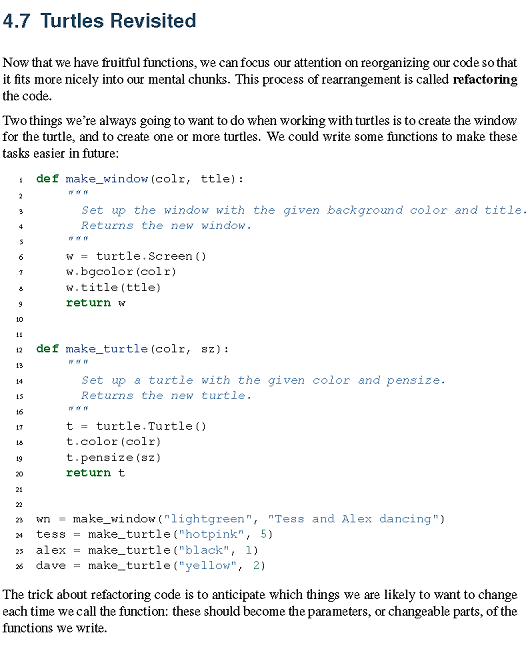 4.7 Turtles Revisited
Now that we have fruitful functions, we can focus our attention on reorganizing our code so that
it fits more nicely into our mental chunks. This process of rearrangement is called refactoring
the code.
Two things we're always going to want to do when working with turtles is to create the window
for the turtle, and to create one or more turtles. We could write some functions to make these
tasks easier in future:
1 def make_window(colr, ttle):
2     """
3       Set up the window with the given background color and title.
4       Returns the new window.
5     """
6     w = turtle.Screen()
7     w.bgcolor(colr)
8     w.title(ttle)
9     return w
10
11
12 def make_turtle(colr, sz):
13     """
14       Set up a turtle with the given color and pensize.
15       Returns the new turtle.
16     """
17     t = turtle.Turtle()
18     t.color(colr)
19     t.pensize(sz)
20     return t
21
22
23 wn = make_window("lightgreen", "Tess and Alex dancing")
24 tess = make_turtle("hotpink", 5)
25 alex = make_turtle("black", 1)
26 dave = make_turtle("yellow", 2)
The trick about refactoring code is to anticipate which things we are likely to want to change
each time we call the function: these should become the parameters, or changeable parts, of the
functions we write.